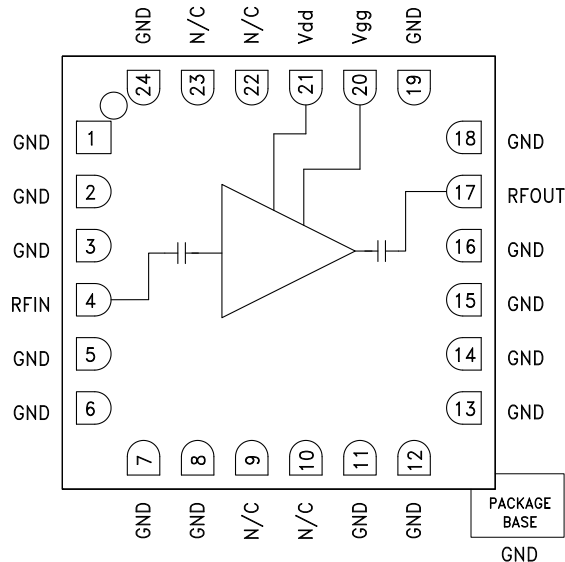 GND N/C N/C Vdd Vgg GND
24 23 22 21 20 19
GND 1 18 GND
GND 2 17 RFOUT
GND 3 16 GND
RFIN 4 15 GND
GND 5 14 GND
GND 6 13 GND
7 8 9 10 11 12
GND GND N/C N/C GND GND
PACKAGE
BASE
GND